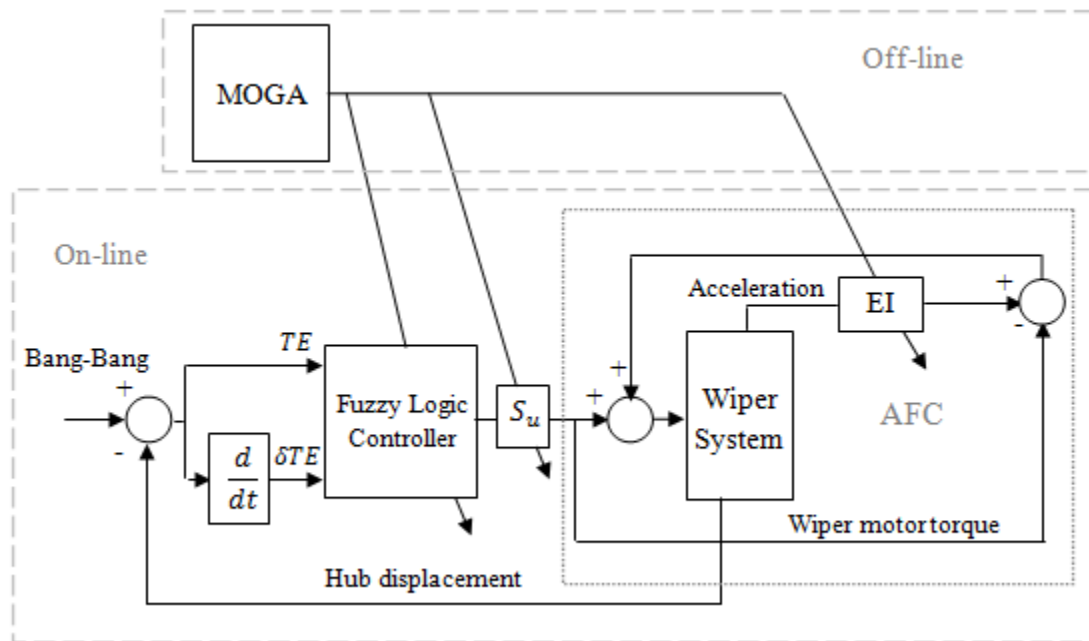 Off-line
MOGA
On-line
Acceleration
EI
+
-
Bang-Bang
+
-
TE
δTE
d
dt
Fuzzy Logic
Controller
S_u
+
+
Wiper
System
AFC
Wiper motor torque
Hub displacement